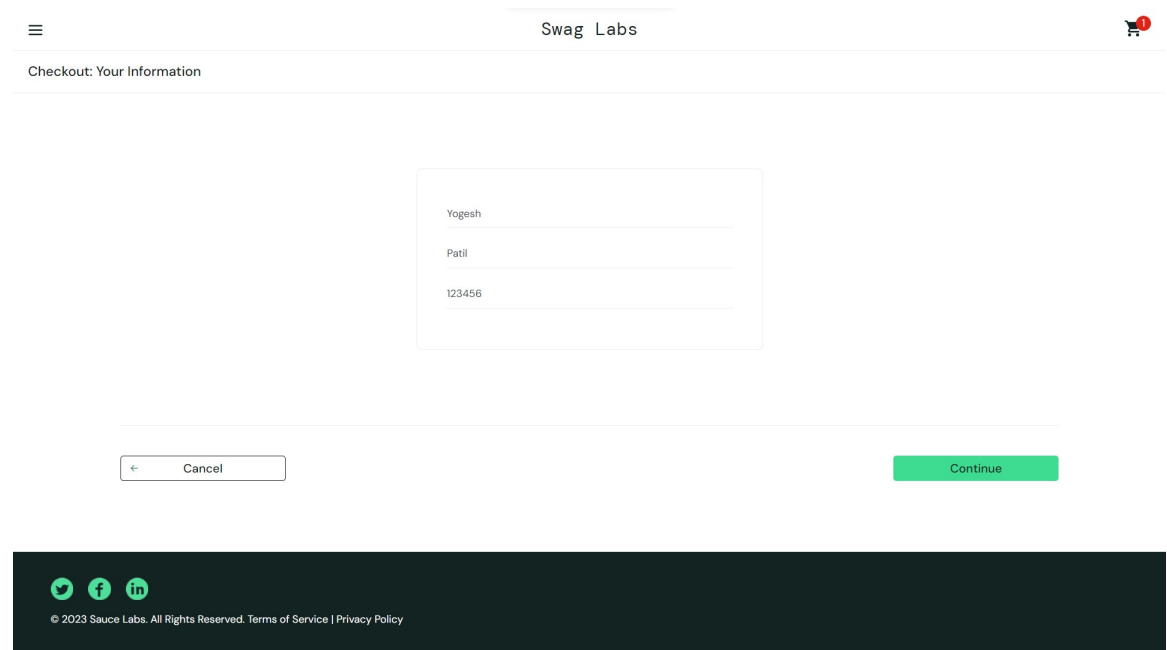 Swag Labs
1
Checkout: Your Information
Yogesh
Patil
123456
Cancel
Continue
© 2023 Sauce Labs. All Rights Reserved. Terms of Service | Privacy Policy